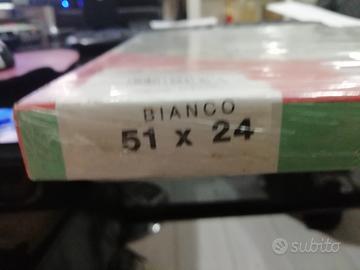 BIANCO
51 x 24
subito